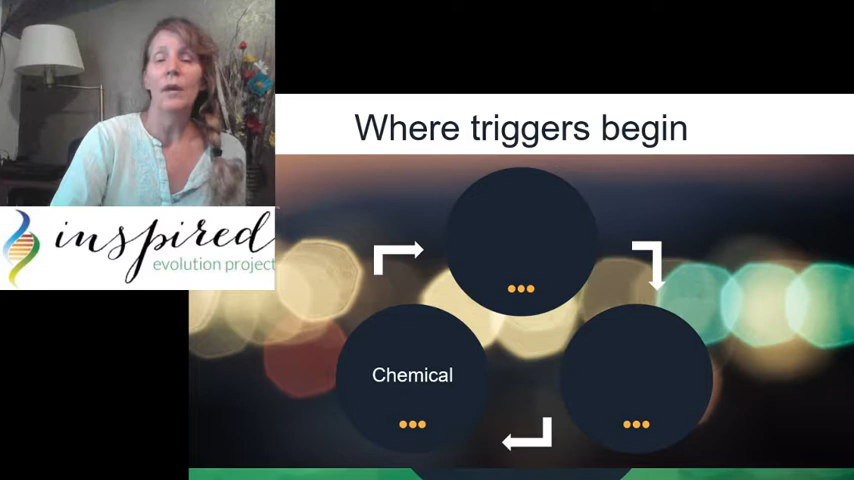 Where triggers begin
inspired
evolution project
Chemical